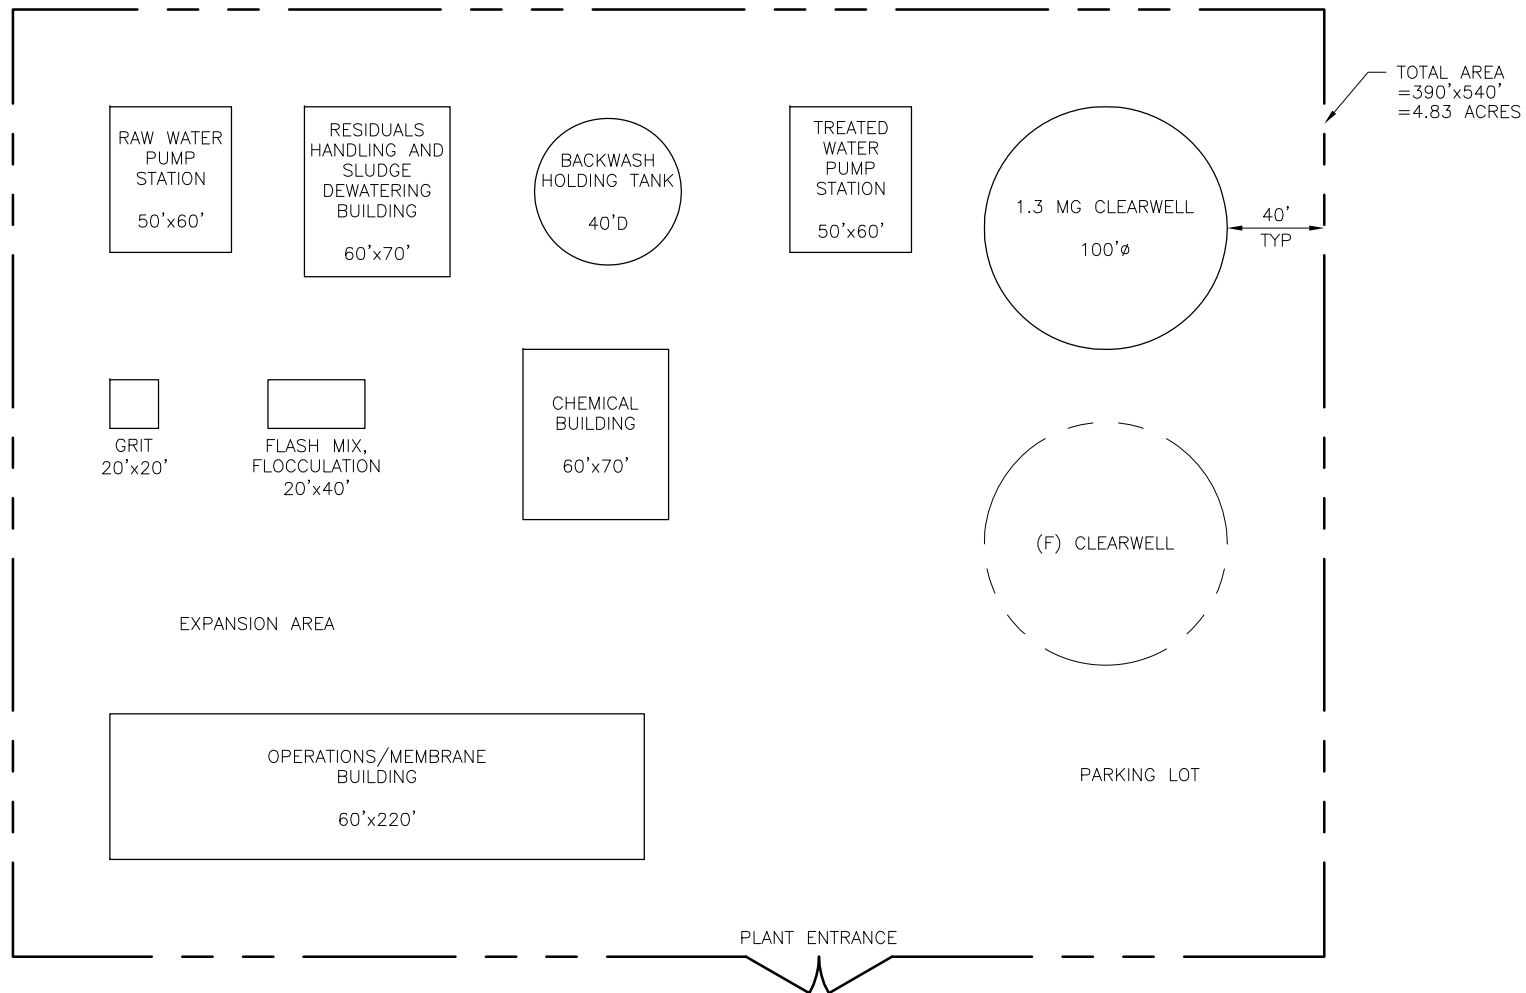 TOTAL AREA
=390'x540'
=4.83 ACRES
RAW WATER
PUMP
STATION
50'x60'
RESIDUALS
HANDLING AND
SLUDGE
DEWATERING
BUILDING
60'x70'
BACKWASH
HOLDING TANK
40'D
TREATED
WATER
PUMP
STATION
50'x60'
1.3 MG CLEARWELL
100'ø
40'
TYP
GRIT
20'x20'
FLASH MIX,
FLOCCULATION
20'x40'
CHEMICAL
BUILDING
60'x70'
(F) CLEARWELL
EXPANSION AREA
OPERATIONS/MEMBRANE
BUILDING
60'x220'
PARKING LOT
PLANT ENTRANCE